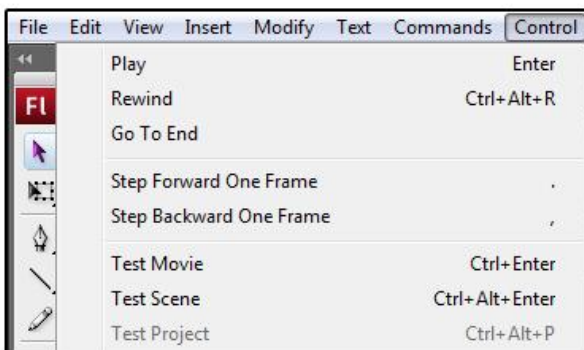 File Edit View Insert Modify Text Commands Control
Play Enter
Rewind Ctrl+Alt+R
Go To End
Step Forward One Frame .
Step Backward One Frame ,
Test Movie Ctrl+Enter
Test Scene Ctrl+Alt+Enter
Test Project Ctrl+Alt+P
Fl